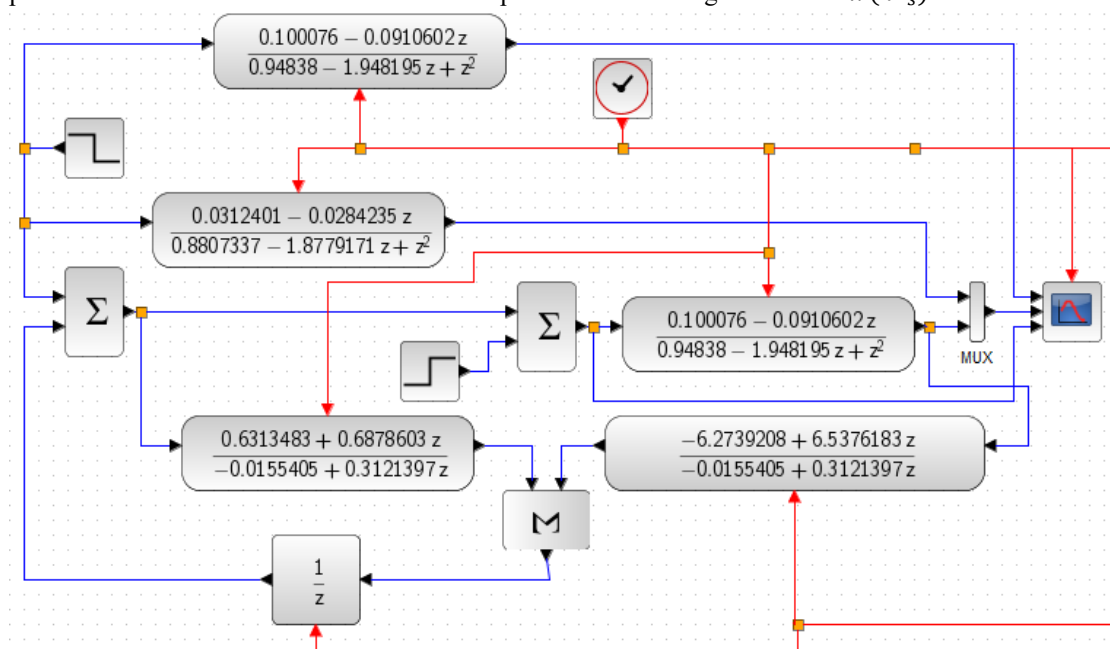 0.100076 − 0.0910602 z
0.94838 − 1.948195 z + z²
0.0312401 − 0.0284235 z
0.8807337 − 1.8779171 z + z²
Σ
Σ
0.100076 − 0.0910602 z
0.94838 − 1.948195 z + z²
MUX
0.6313483 + 0.6878603 z
-0.0155405 + 0.3121397 z
-6.2739208 + 6.5376183 z
-0.0155405 + 0.3121397 z
Σ
1
z